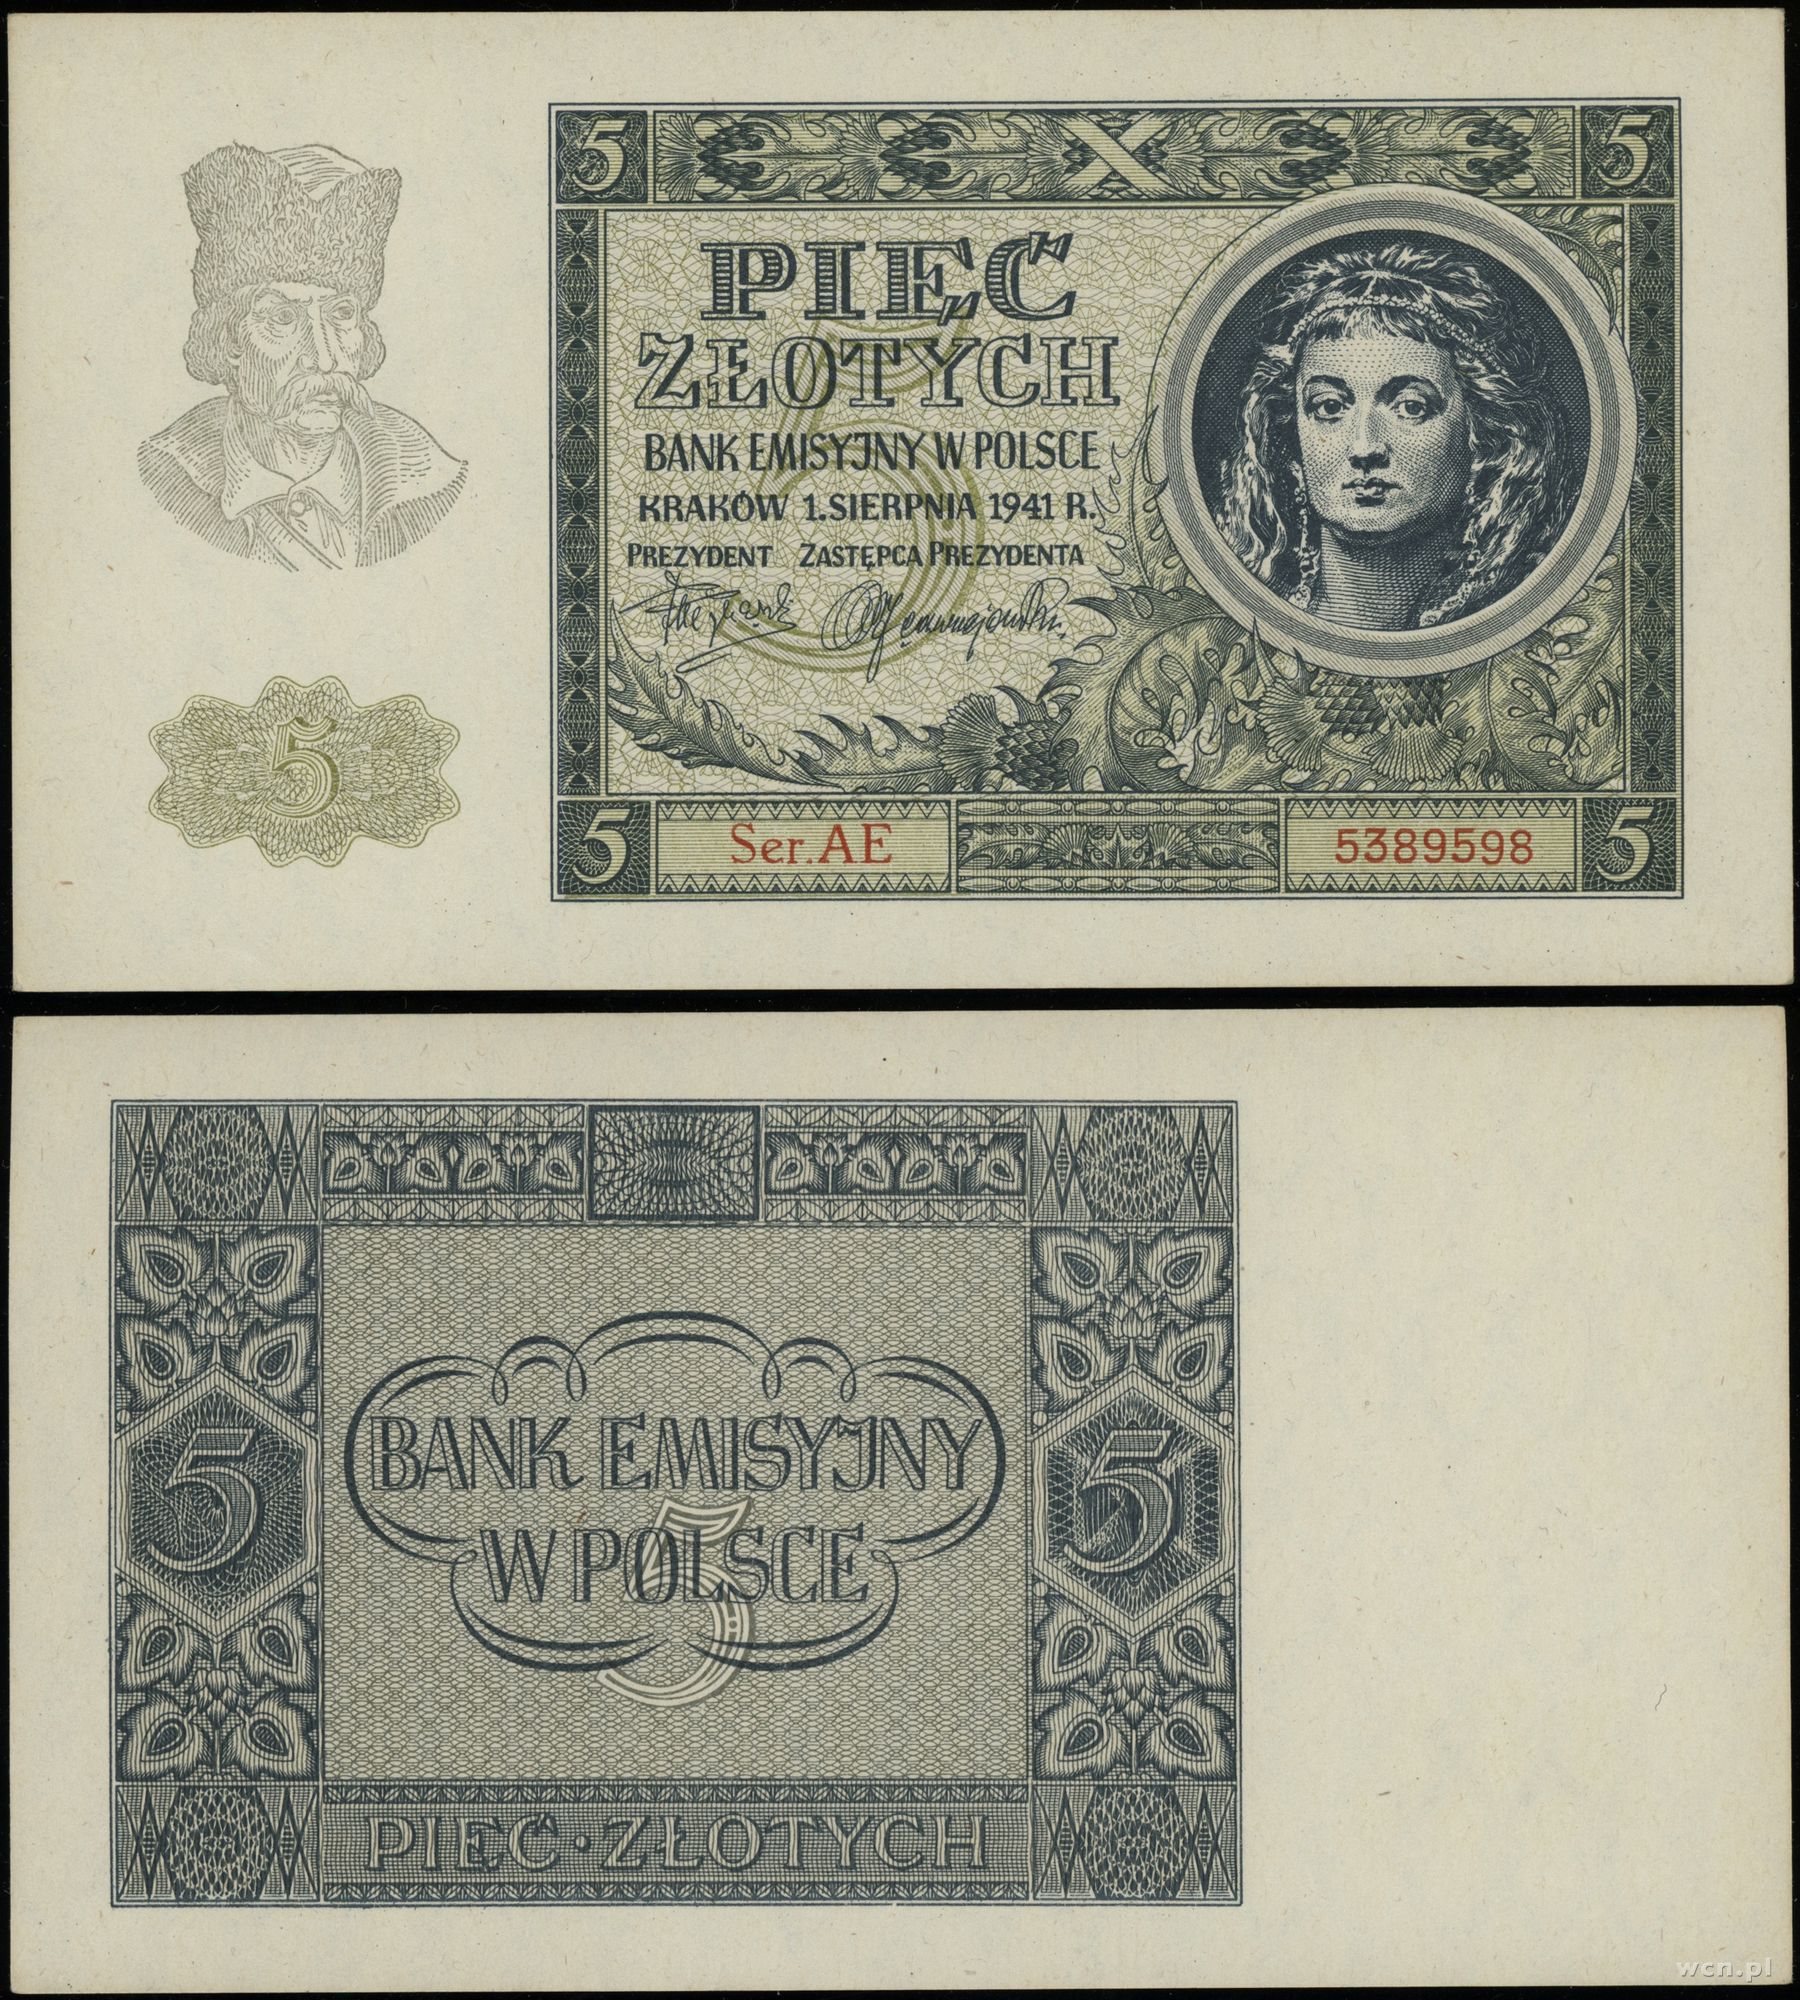 5 5
PIĘĆ
ZŁOTYCH
BANK EMISYJNY W POLSCE
KRAKÓW 1. SIERPNIA 1941 R.
PREZYDENT ZASTĘPCA PREZYDENTA
5
5
5 Ser. AE 5389598 5
BANK EMISYJNY
W POLSCE
5 5 5
PIĘĆ · ZŁOTYCH
wcn.pl